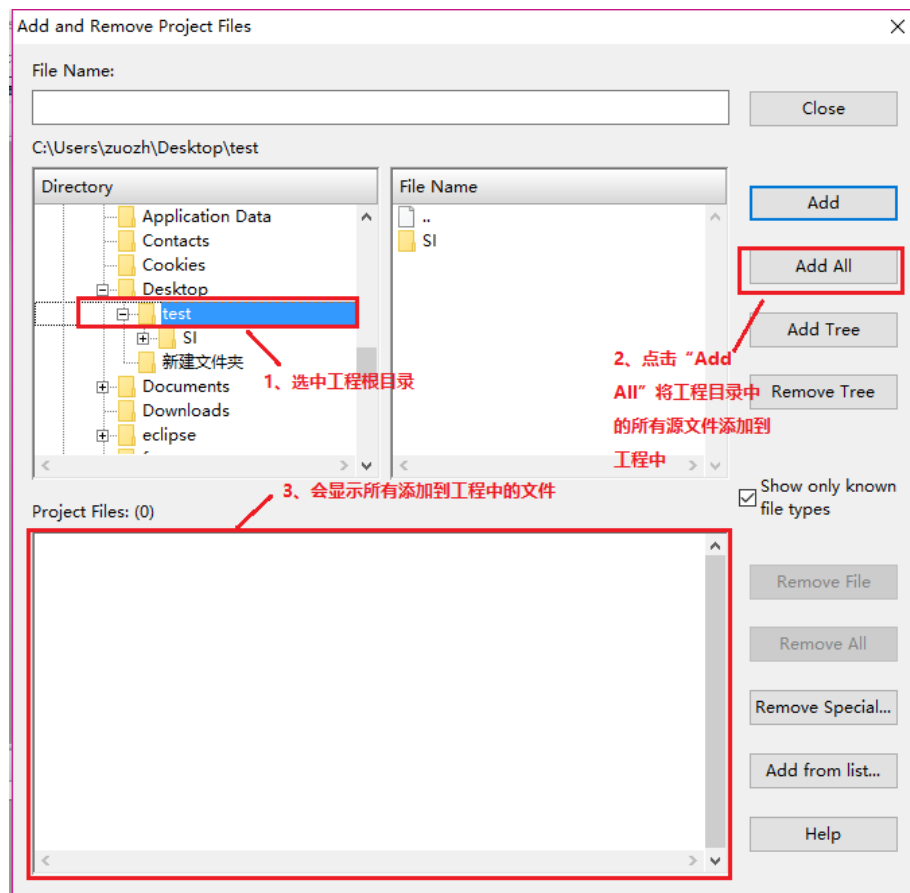 Add and Remove Project Files
File Name:
Close
C:\Users\zuozh\Desktop\test
Directory
File Name
Add
Application Data
Contacts
Cookies
Desktop
test
SI
新建文件夹
Documents
Downloads
eclipse
..
SI
Add All
Add Tree
Remove Tree
1、选中工程根目录
2、点击“Add
All”将工程目录中
的所有源文件添加到
工程中
3、会显示所有添加到工程中的文件
Show only known
file types
Project Files: (0)
Remove File
Remove All
Remove Special...
Add from list...
Help